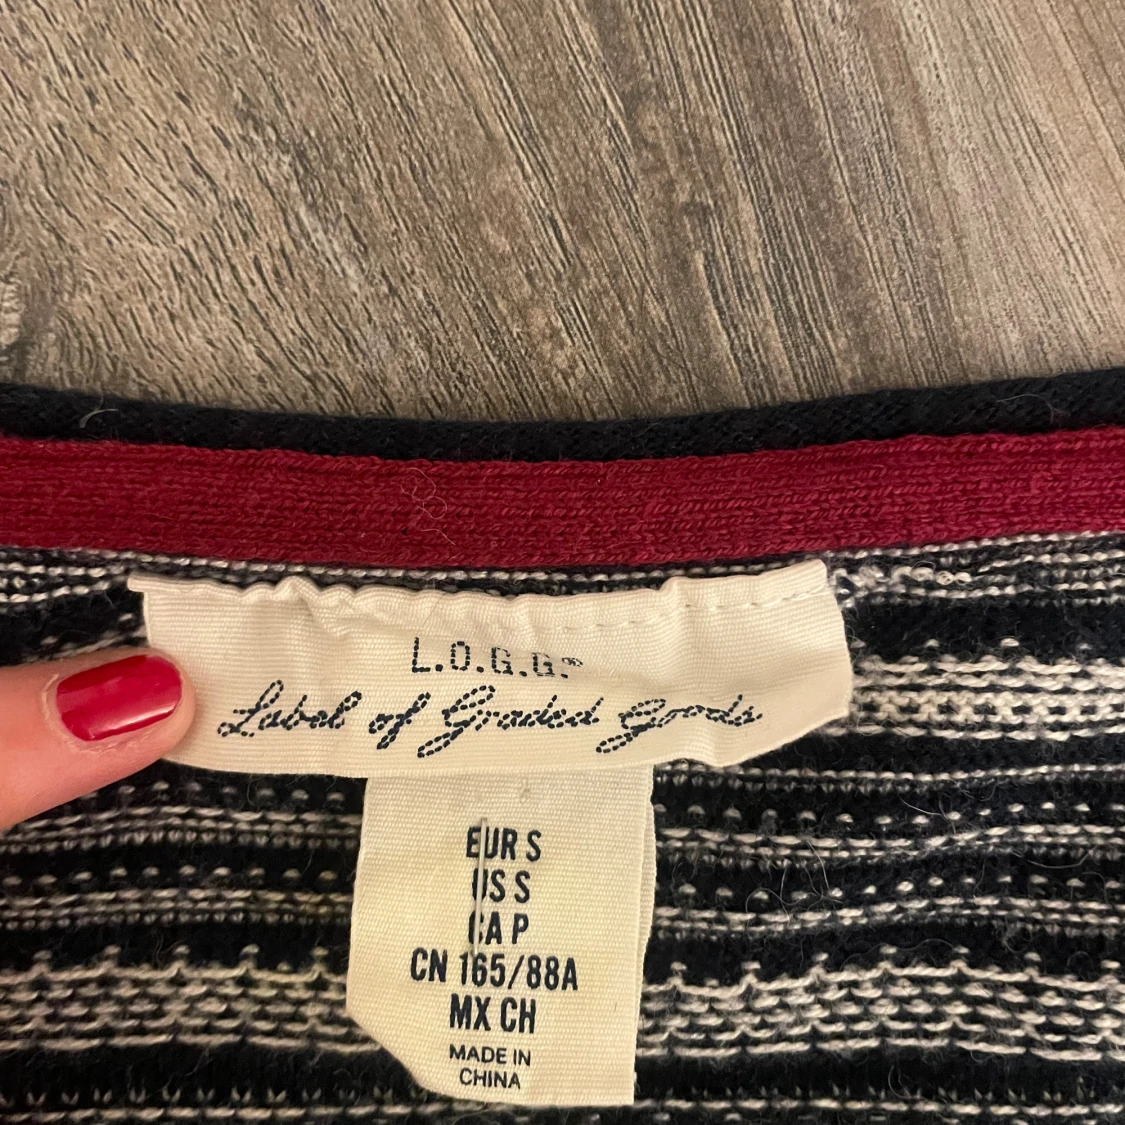 L.O.G.G.®
Label of Graded Goods
EUR S
US S
CA P
CN 165/88A
MX CH
MADE IN
CHINA